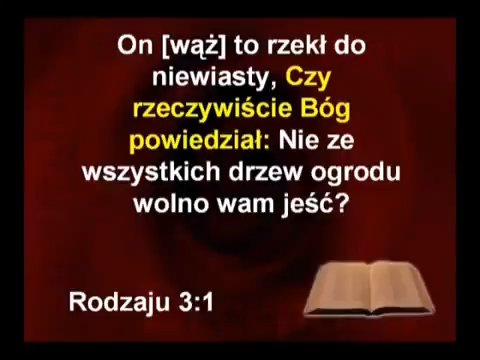 On [wąż] to rzekł do
niewiasty, Czy
rzeczywiście Bóg
powiedział: Nie ze
wszystkich drzew ogrodu
wolno wam jeść?
Rodzaju 3:1